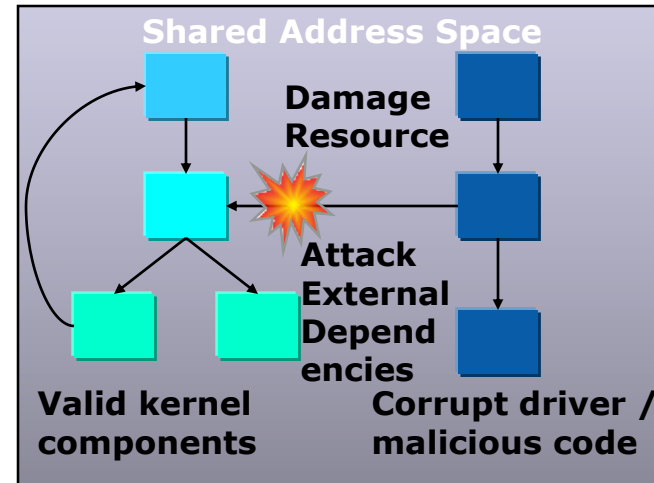 Shared Address Space
Damage
Resource
Attack
External
Depend
encies
Valid kernel
components
Corrupt driver /
malicious code